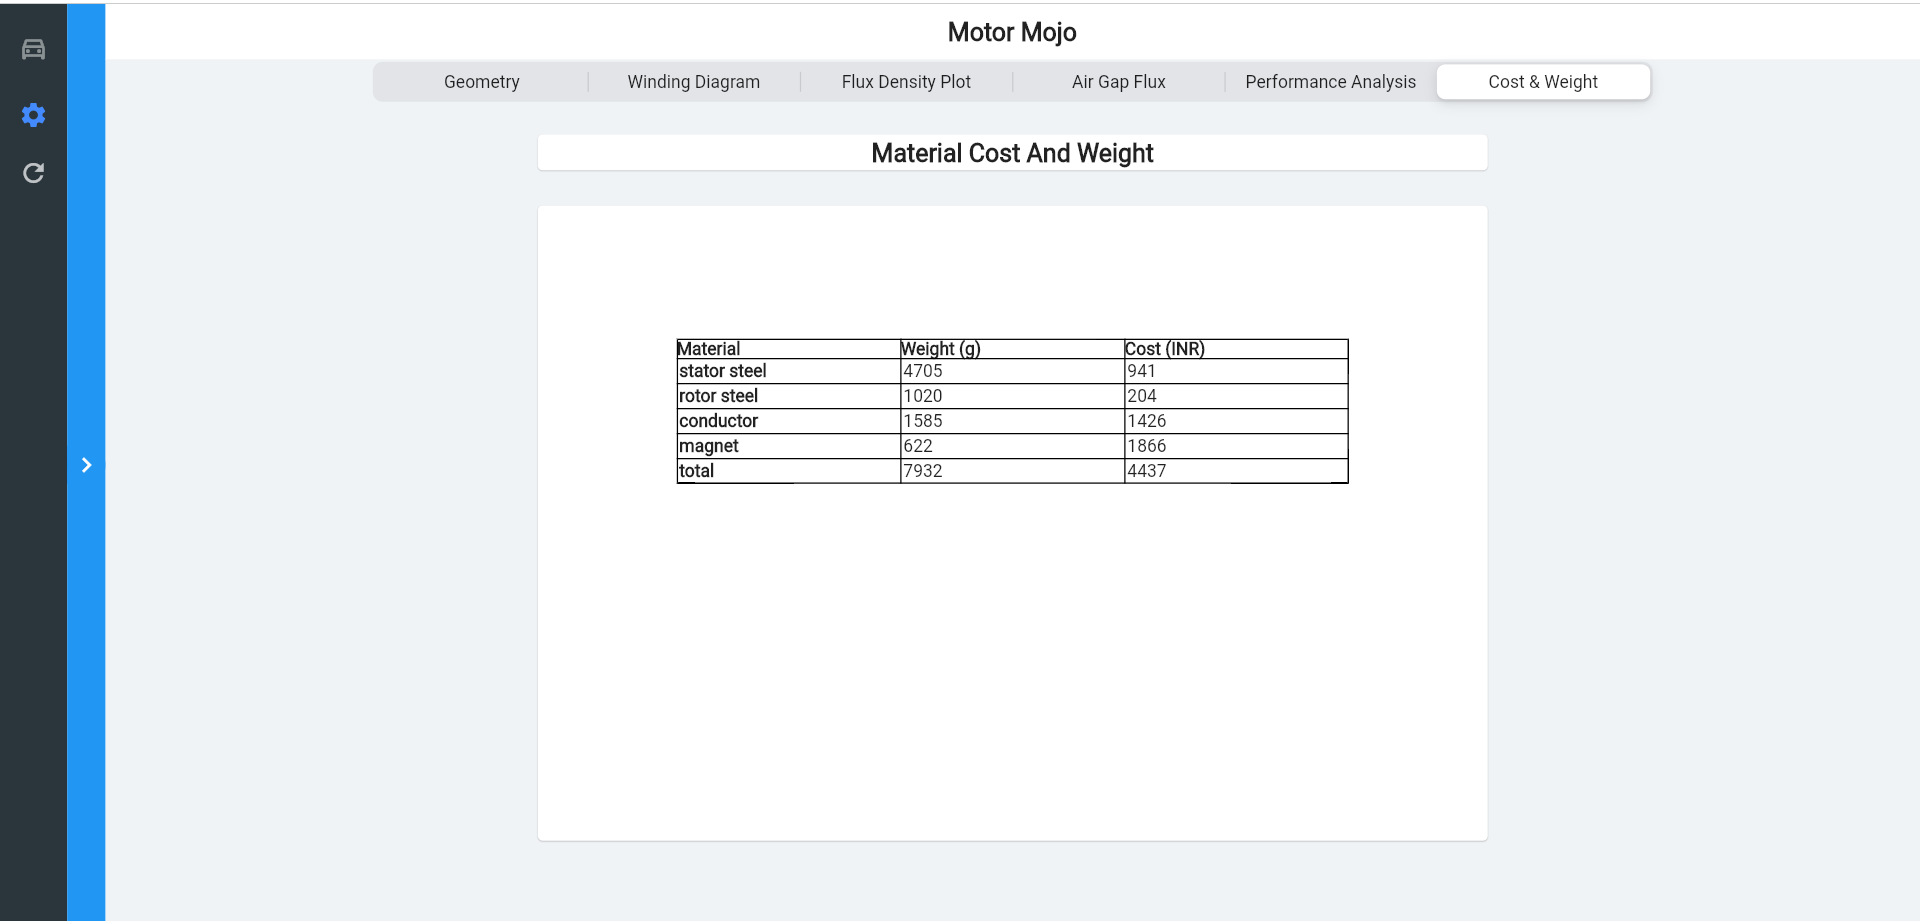 Motor Mojo
Geometry Winding Diagram Flux Density Plot Air Gap Flux Performance Analysis Cost & Weight
Material Cost And Weight
Material Weight (g) Cost (INR)
stator steel 4705 941
rotor steel 1020 204
conductor 1585 1426
magnet 622 1866
total 7932 4437